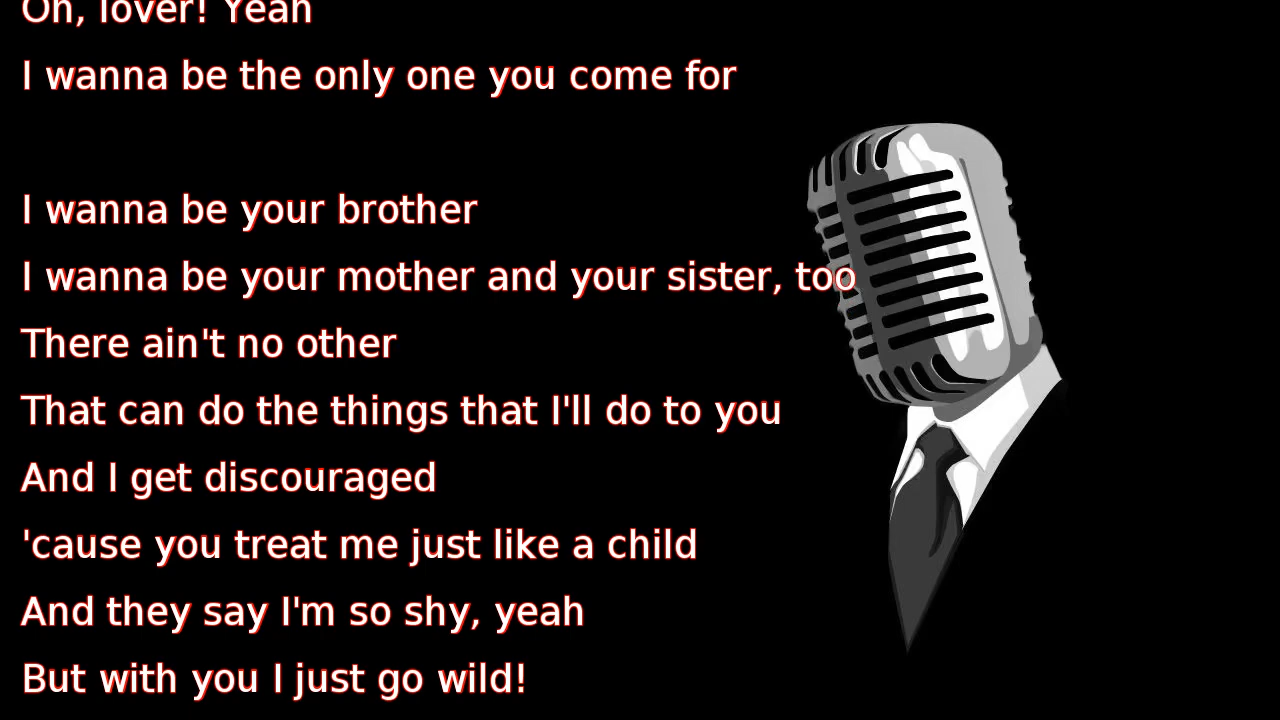 Oh, lover! Yeah
I wanna be the only one you come for
I wanna be your brother
I wanna be your mother and your sister, too
There ain't no other
That can do the things that I'll do to you
And I get discouraged
'cause you treat me just like a child
And they say I'm so shy, yeah
But with you I just go wild!